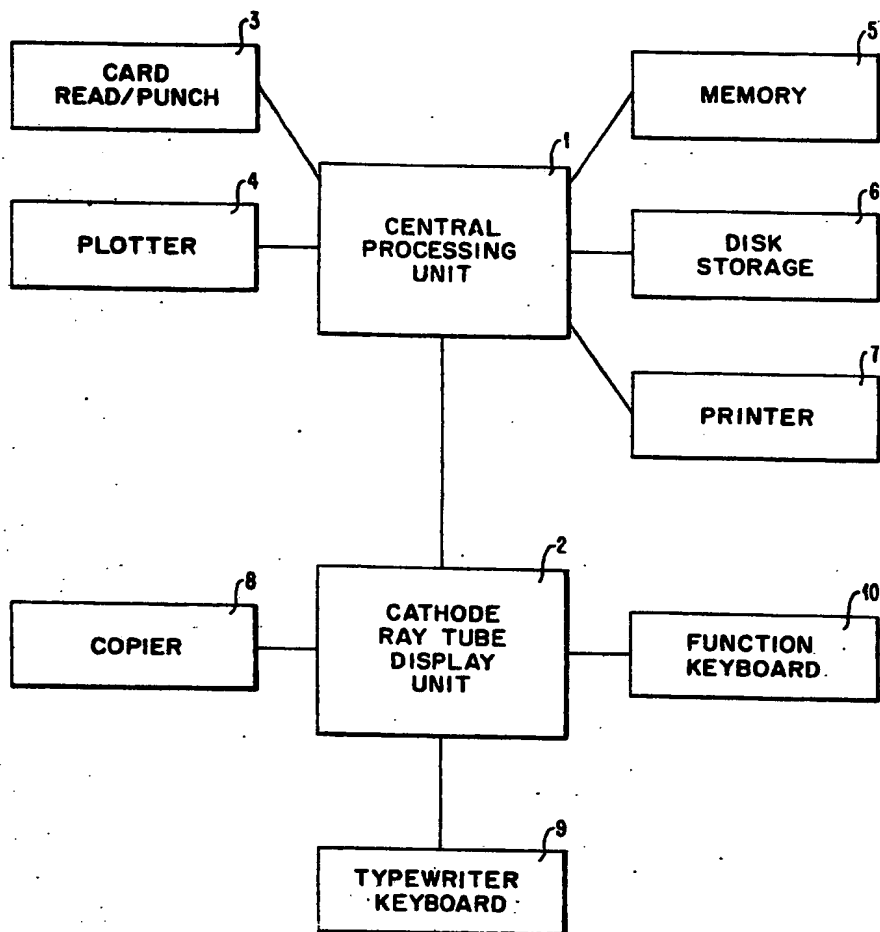 3
CARD
READ/PUNCH
5
MEMORY
1
CENTRAL
PROCESSING
UNIT
4
PLOTTER
6
DISK
STORAGE
7
PRINTER
2
CATHODE
RAY TUBE
DISPLAY
UNIT
8
COPIER
10
FUNCTION
KEYBOARD
9
TYPEWRITER
KEYBOARD